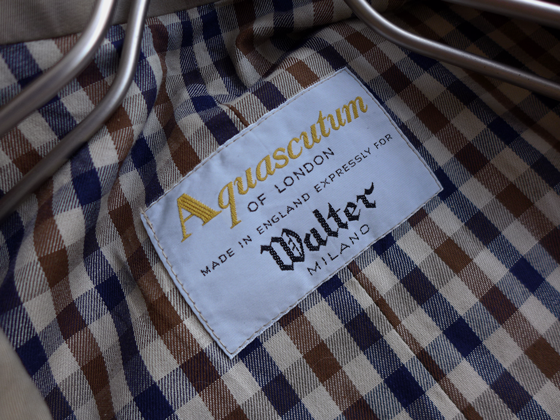 Aquascutum
OF LONDON
MADE IN ENGLAND EXPRESSLY FOR
Walter
MILANO